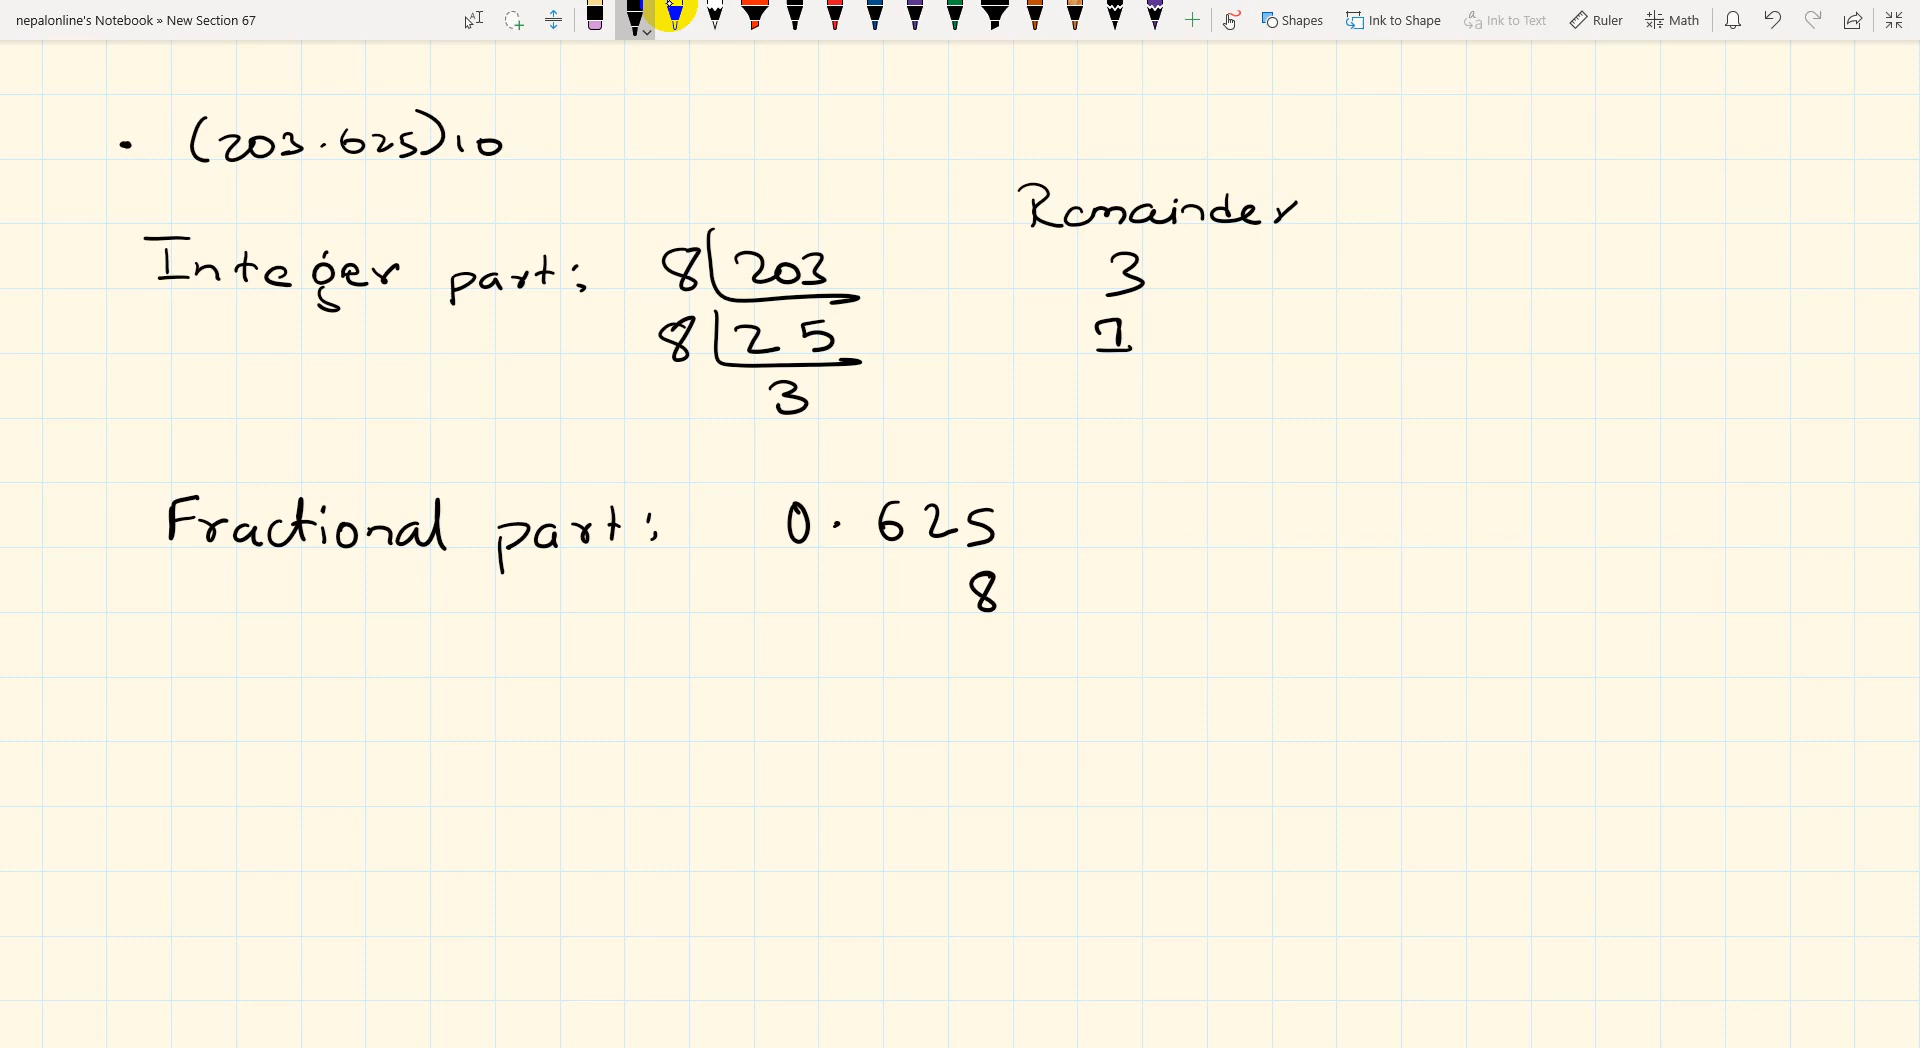 nepalonline's Notebook » New Section 67
Shapes Ink to Shape Ink to Text Ruler Math
• (203.625)10
Remainder
Integer part: 8 203 3
8 25 1
3
Fractional part: 0.625
8